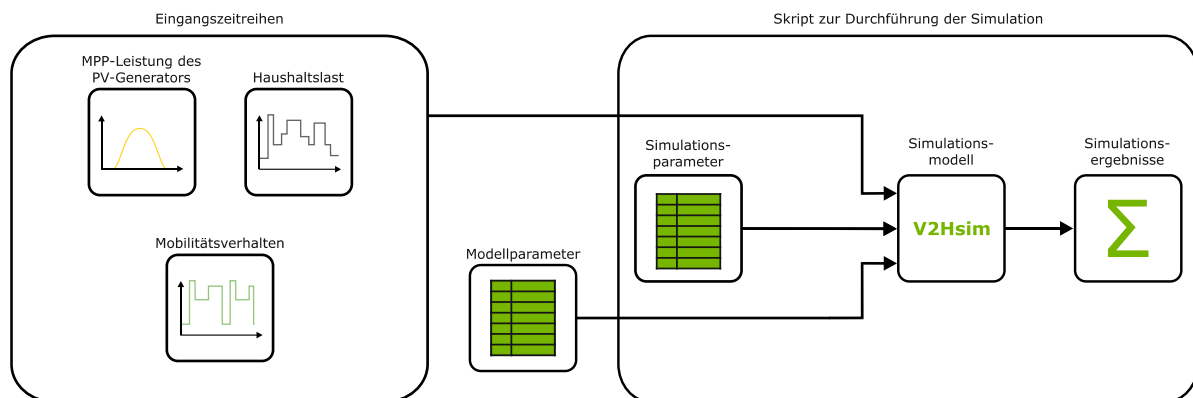 Eingangszeitreihen
Skript zur Durchführung der Simulation
MPP-Leistung des
PV-Generators
Haushaltslast
Mobilitätsverhalten
Modellparameter
Simulations-
parameter
Simulations-
modell
V2Hsim
Simulations-
ergebnisse
Σ